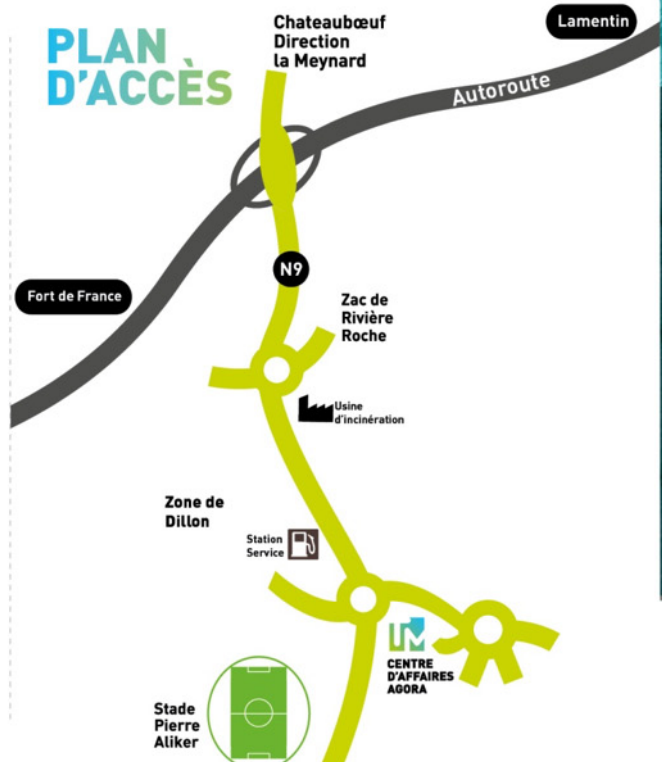 PLAN
D'ACCÈS
Chateaubœuf
Direction
la Meynard
Lamentin
Autoroute
N9
Fort de France
Zac de
Rivière
Roche
Usine
d'incinération
Zone de
Dillon
Station
Service
CENTRE
D'AFFAIRES
AGORA
Stade
Pierre
Aliker